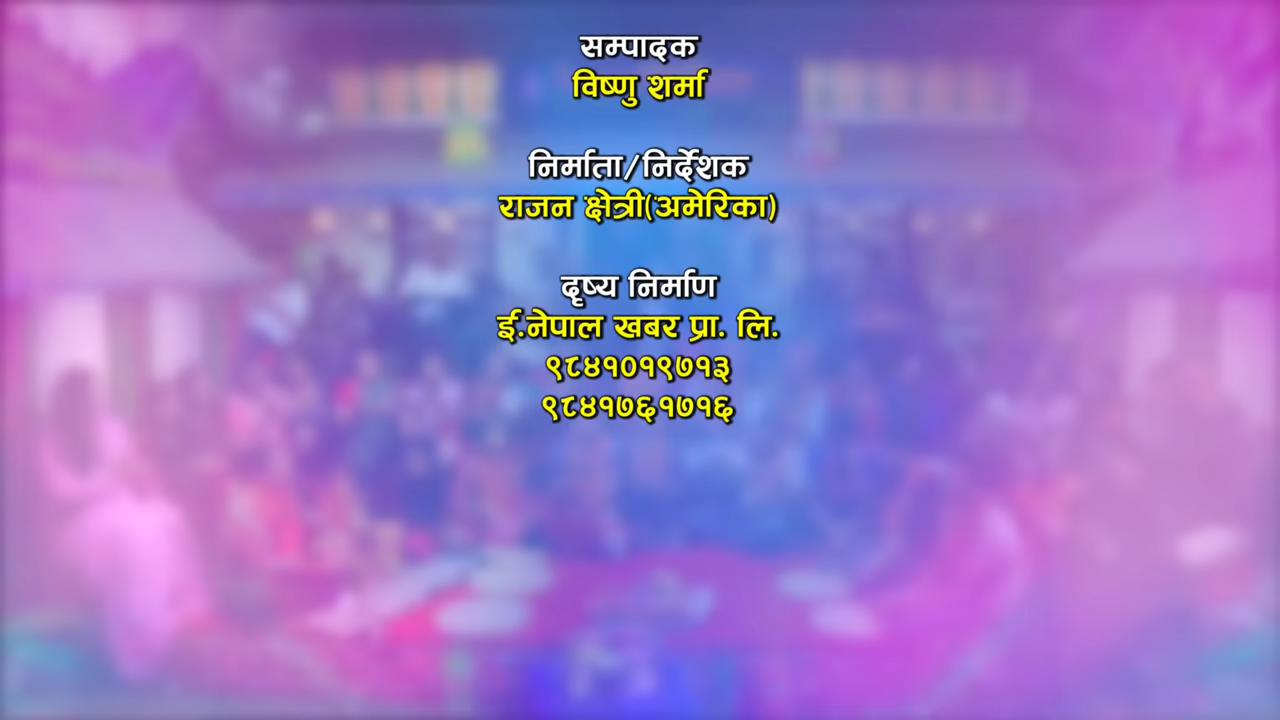 सम्पादक
विष्णु शर्मा
निर्माता/निर्देशक
राजन क्षेत्री(अमेरिका)
दृष्य निर्माण
ई.नेपाल खबर प्रा. लि.
९८४१०१९७१३
९८४१७६१७१६